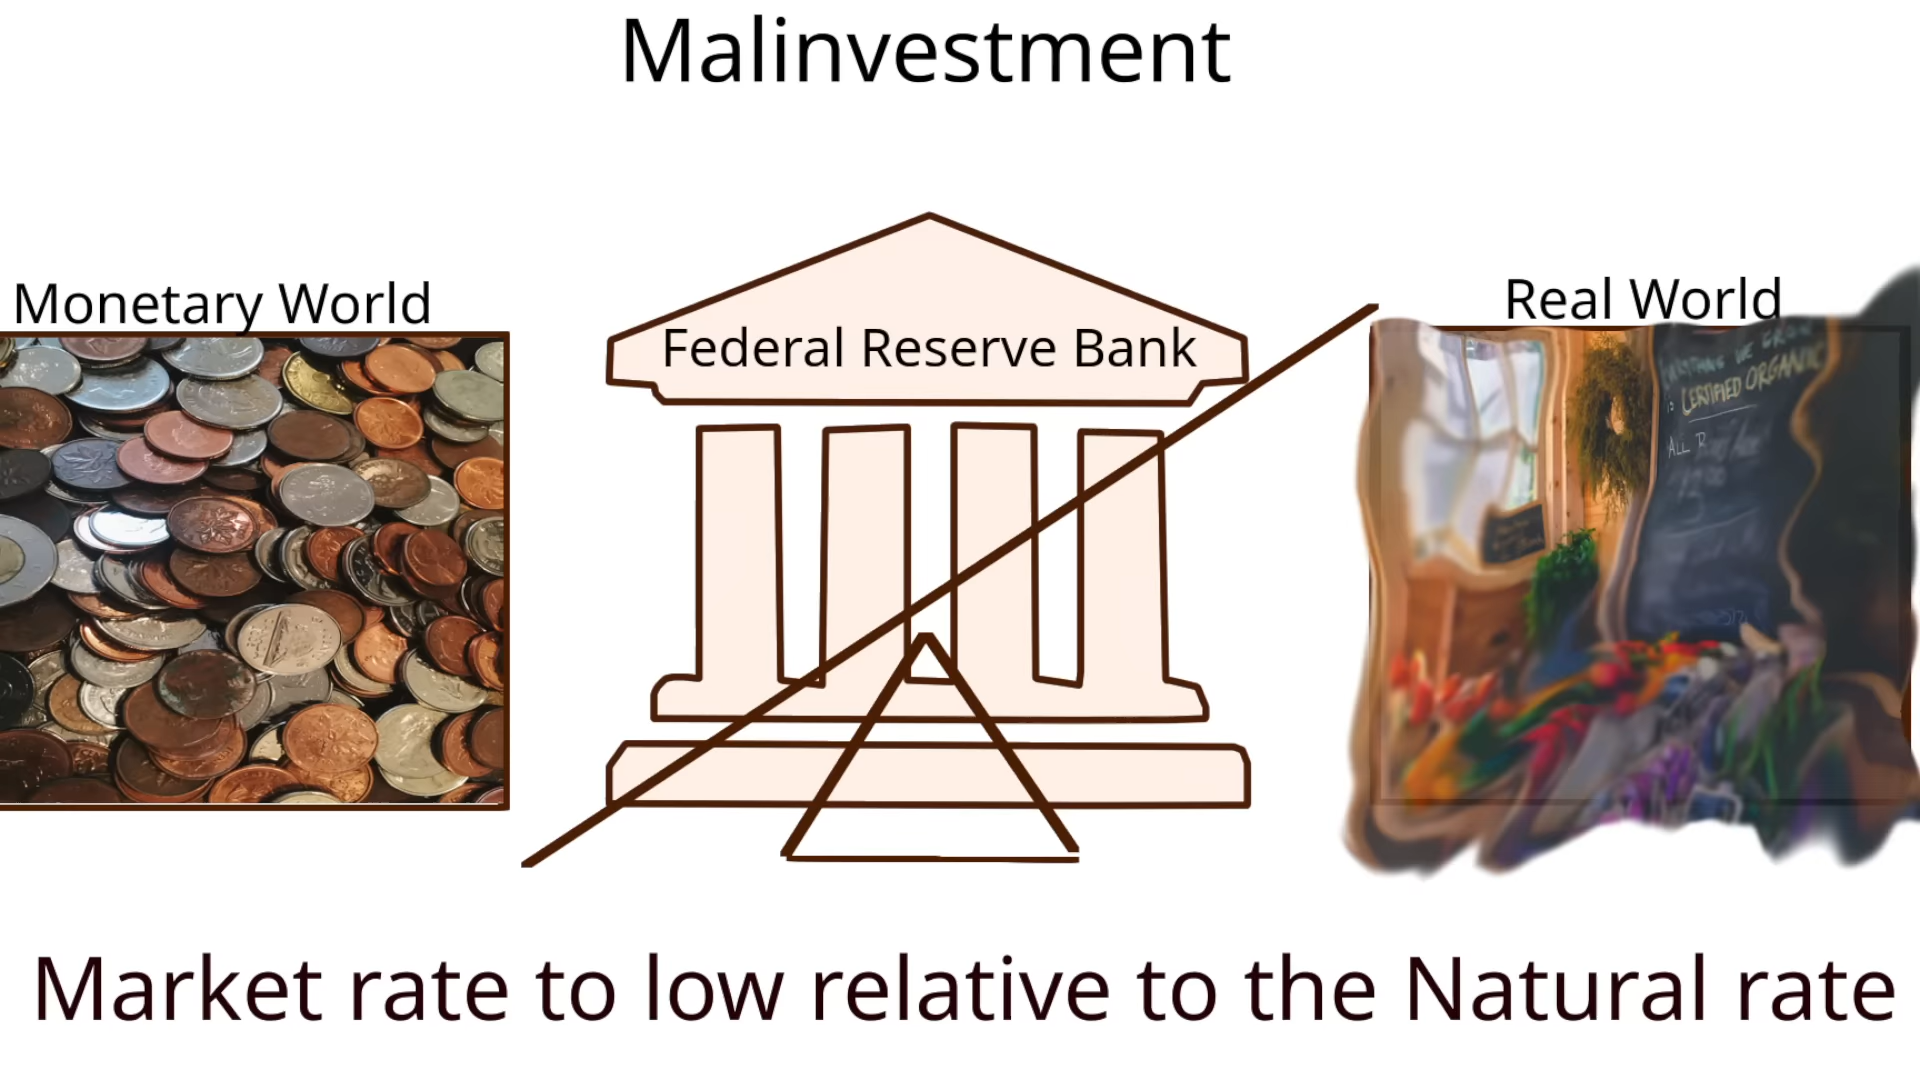 Malinvestment
Monetary World
Federal Reserve Bank
Real World
CERTIFIED ORGANIC
ALL
Market rate to low relative to the Natural rate